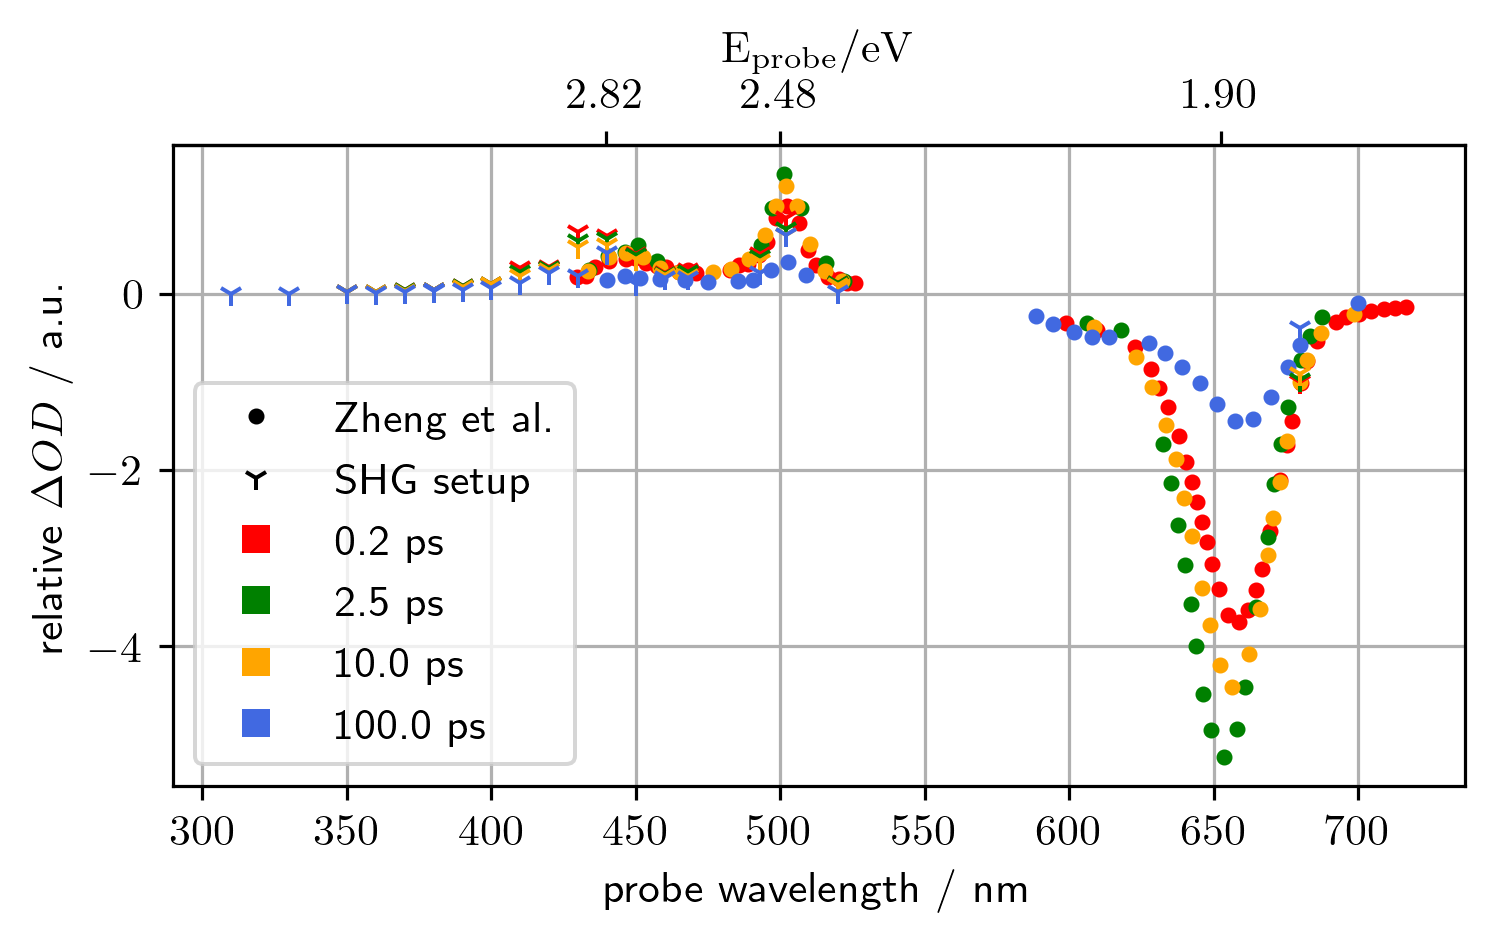 E_probe/eV
2.82 2.48 1.90
relative ΔOD / a.u.
0
−2
−4
Zheng et al.
SHG setup
0.2 ps
2.5 ps
10.0 ps
100.0 ps
300 350 400 450 500 550 600 650 700
probe wavelength / nm